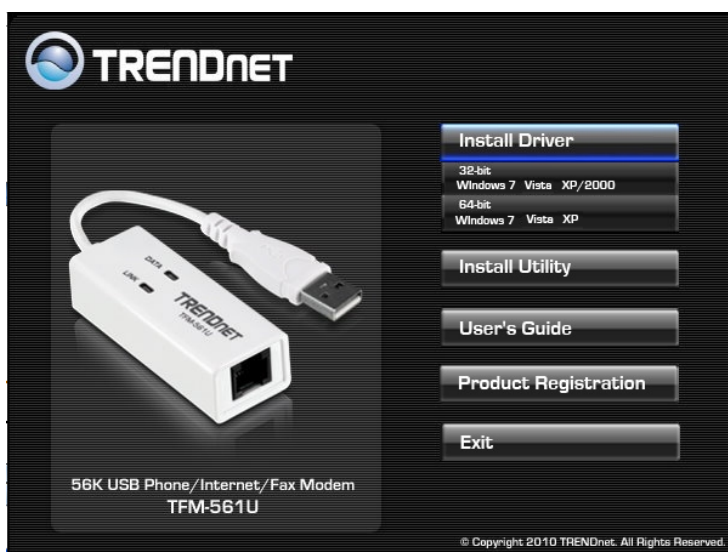 TRENDNET
Install Driver
32-bit
Windows 7 Vista XP/2000
64-bit
Windows 7 Vista XP
Install Utility
User's Guide
Product Registration
Exit
DATA
LINK
TRENDNET
TFM-561U
56K USB Phone/Internet/Fax Modem
TFM-561U
© Copyright 2010 TRENDnet. All Rights Reserved.